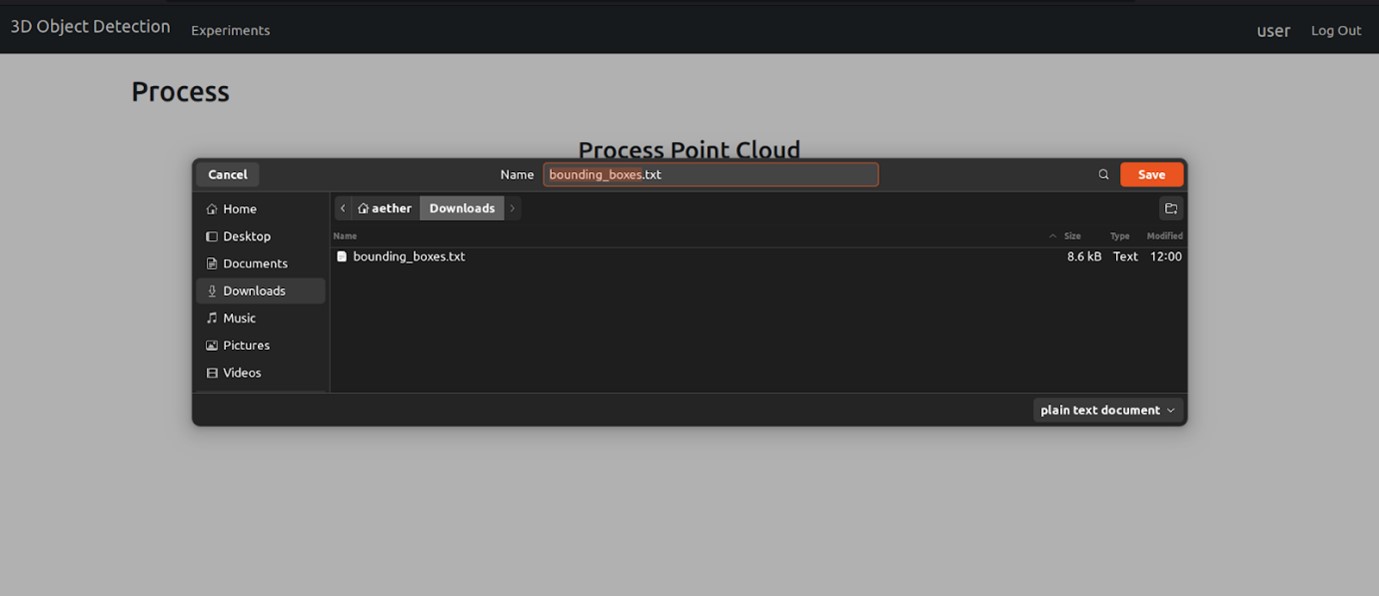 3D Object Detection Experiments user Log Out
Process
Process Point Cloud
Cancel Name bounding_boxes.txt Save
Home
Desktop
Documents
Downloads
Music
Pictures
Videos
aether Downloads
Name Size Type Modified
bounding_boxes.txt 8.6 kB Text 12:00
plain text document